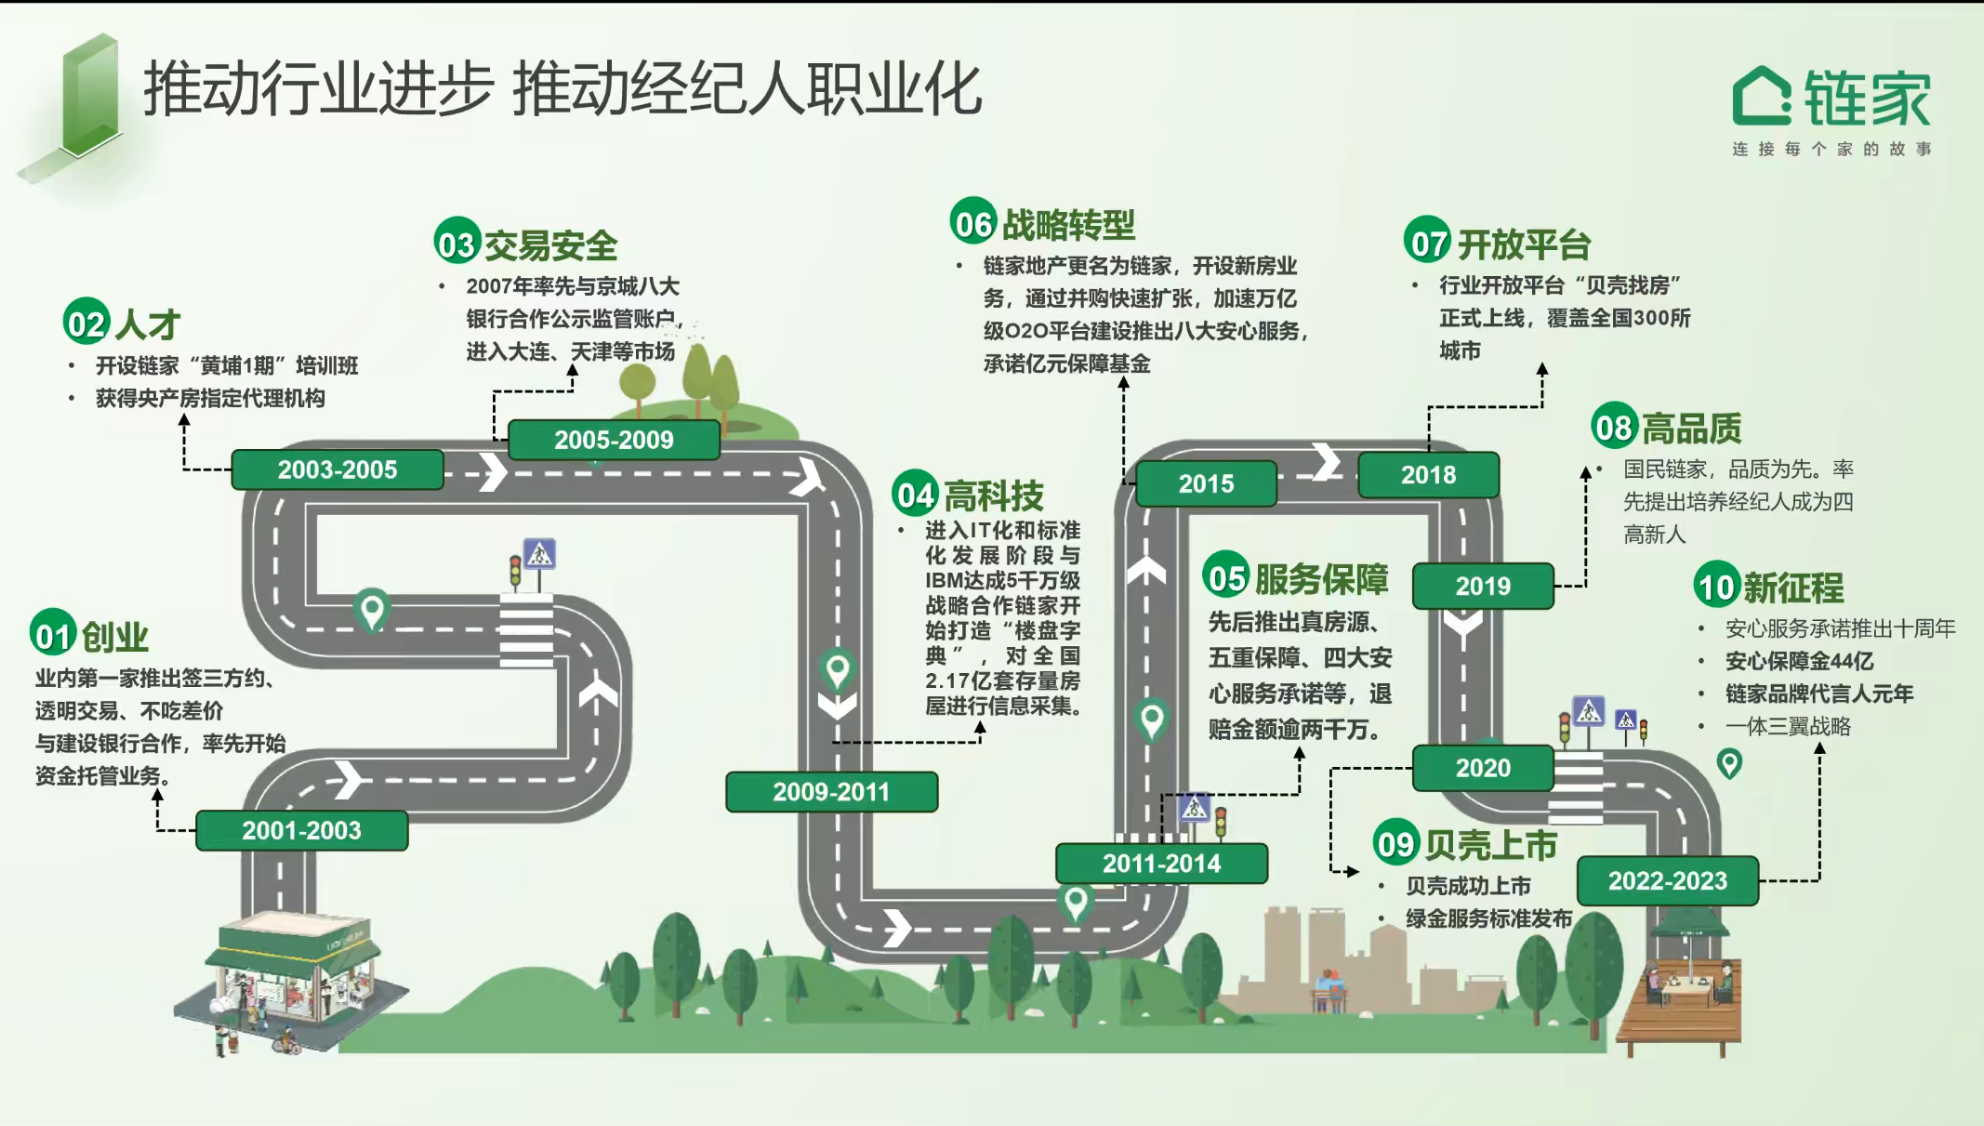 推动行业进步 推动经纪人职业化
链家
连接每个家的故事
01 创业
业内第一家推出签三方约、
透明交易、不吃差价
与建设银行合作，率先开始
资金托管业务。
2001-2003
02 人才
• 开设链家“黄埔1期”培训班
• 获得央产房指定代理机构
2003-2005
03 交易安全
• 2007年率先与京城八大
银行合作公示监管账户，
进入大连、天津等市场
2005-2009
04 高科技
• 进入IT化和标准
化发展阶段与
IBM达成5千万级
战略合作链家开
始打造“楼盘字
典”，对全国
2.17亿套存量房
屋进行信息采集。
2009-2011
05 服务保障
先后推出真房源、
五重保障、四大安
心服务承诺等，退
赔金额逾两千万。
2011-2014
06 战略转型
• 链家地产更名为链家，开设新房业
务，通过并购快速扩张，加速万亿
级O2O平台建设推出八大安心服务，
承诺亿元保障基金
2015
07 开放平台
• 行业开放平台“贝壳找房”
正式上线，覆盖全国300所
城市
2018
08 高品质
• 国民链家，品质为先。率
先提出培养经纪人成为四
高新人
2019
09 贝壳上市
• 贝壳成功上市
• 绿金服务标准发布
2020
10 新征程
• 安心服务承诺推出十周年
• 安心保障金44亿
• 链家品牌代言人元年
• 一体三翼战略
2022-2023